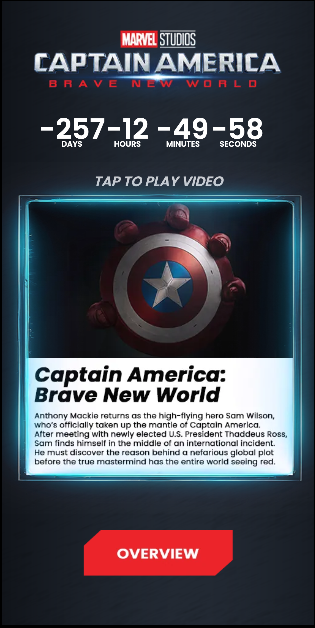 MARVEL STUDIOS
CAPTAIN AMERICA
BRAVE NEW WORLD
-257 -12 -49 -58
DAYS HOURS MINUTES SECONDS
TAP TO PLAY VIDEO
Captain America:
Brave New World
Anthony Mackie returns as the high-flying hero Sam Wilson,
who's officially taken up the mantle of Captain America.
After meeting with newly elected U.S. President Thaddeus Ross,
Sam finds himself in the middle of an international incident.
He must discover the reason behind a nefarious global plot
before the true mastermind has the entire world seeing red.
OVERVIEW